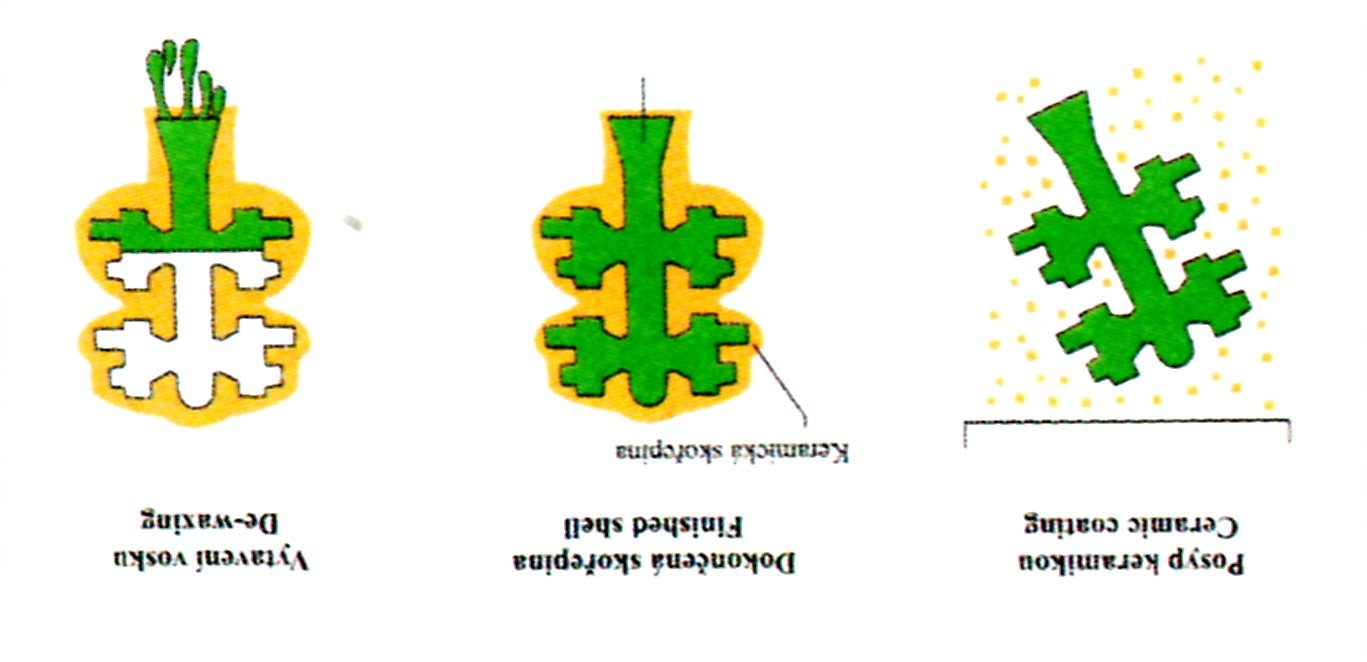 Posyp keramikou
Ceramic coating
Dokončená skořepina
Finished shell
Vytavení vosku
De-waxing
Keramická skořepina